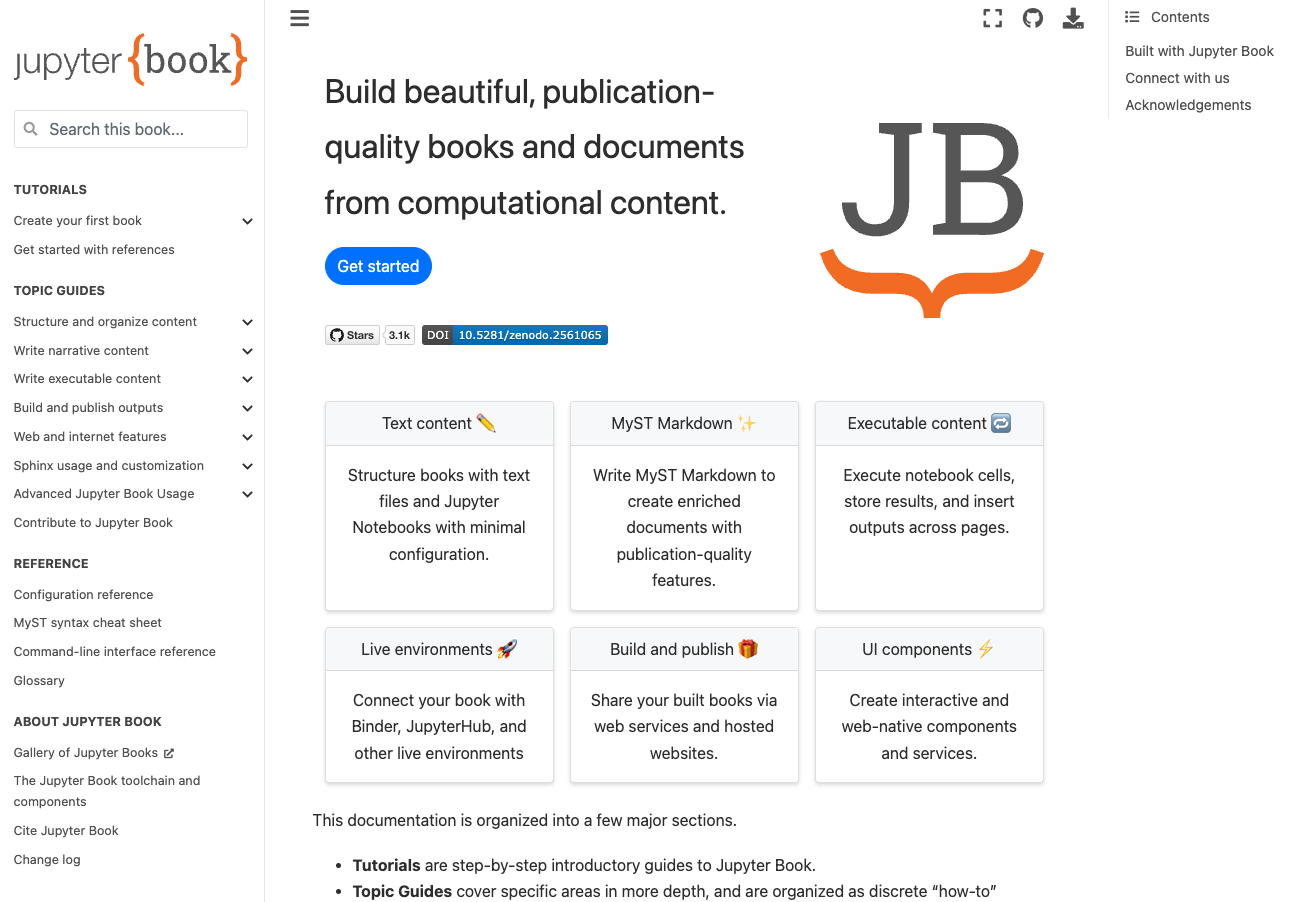 jupyter {book}
Search this book...
TUTORIALS
Create your first book
Get started with references
TOPIC GUIDES
Structure and organize content
Write narrative content
Write executable content
Build and publish outputs
Web and internet features
Sphinx usage and customization
Advanced Jupyter Book Usage
Contribute to Jupyter Book
REFERENCE
Configuration reference
MyST syntax cheat sheet
Command-line interface reference
Glossary
ABOUT JUPYTER BOOK
Gallery of Jupyter Books
The Jupyter Book toolchain and
components
Cite Jupyter Book
Change log
Build beautiful, publication-
quality books and documents
from computational content.
Get started
Stars 3.1k DOI 10.5281/zenodo.2561065
JB
Text content ✏️
Structure books with text
files and Jupyter
Notebooks with minimal
configuration.
MyST Markdown ✨
Write MyST Markdown to
create enriched
documents with
publication-quality
features.
Executable content 🔁
Execute notebook cells,
store results, and insert
outputs across pages.
Live environments 🚀
Connect your book with
Binder, JupyterHub, and
other live environments
Build and publish 🎁
Share your built books via
web services and hosted
websites.
UI components ⚡
Create interactive and
web-native components
and services.
This documentation is organized into a few major sections.
• Tutorials are step-by-step introductory guides to Jupyter Book.
• Topic Guides cover specific areas in more depth, and are organized as discrete “how-to”
Contents
Built with Jupyter Book
Connect with us
Acknowledgements